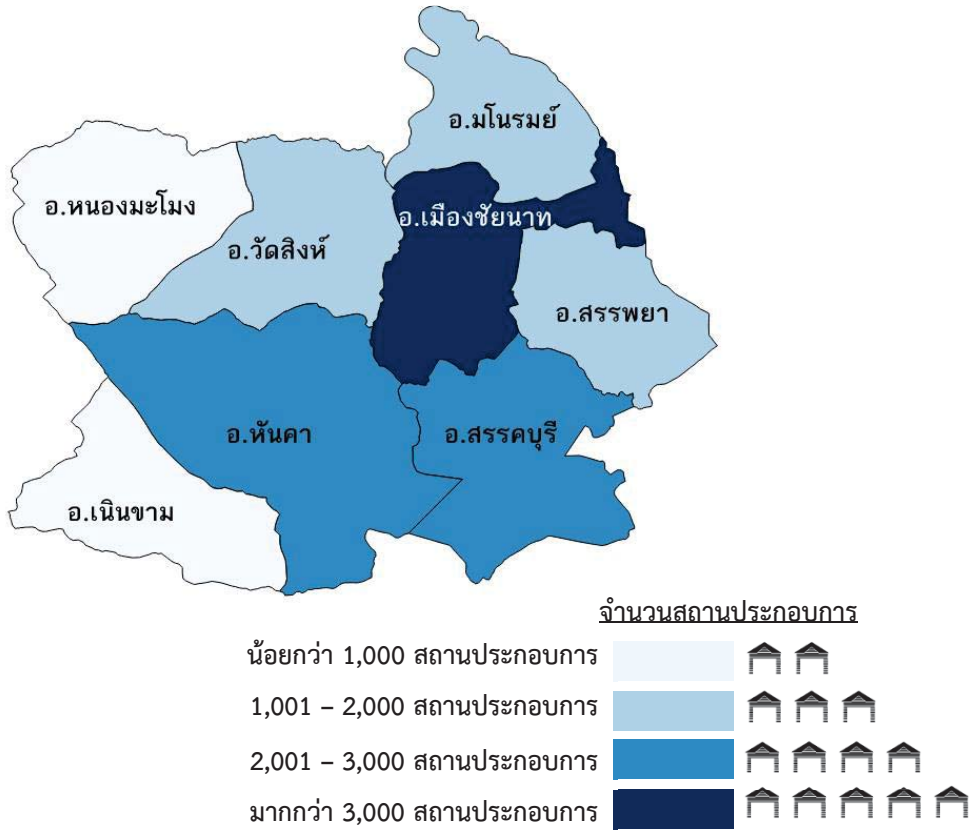 อ.มโนรมย์
อ.หนองมะโมง
อ.เมืองชัยนาท
อ.วัดสิงห์
อ.สรรพยา
อ.หันคา
อ.สรรคบุรี
อ.เนินขาม
จำนวนสถานประกอบการ
น้อยกว่า 1,000 สถานประกอบการ
1,001 – 2,000 สถานประกอบการ
2,001 – 3,000 สถานประกอบการ
มากกว่า 3,000 สถานประกอบการ